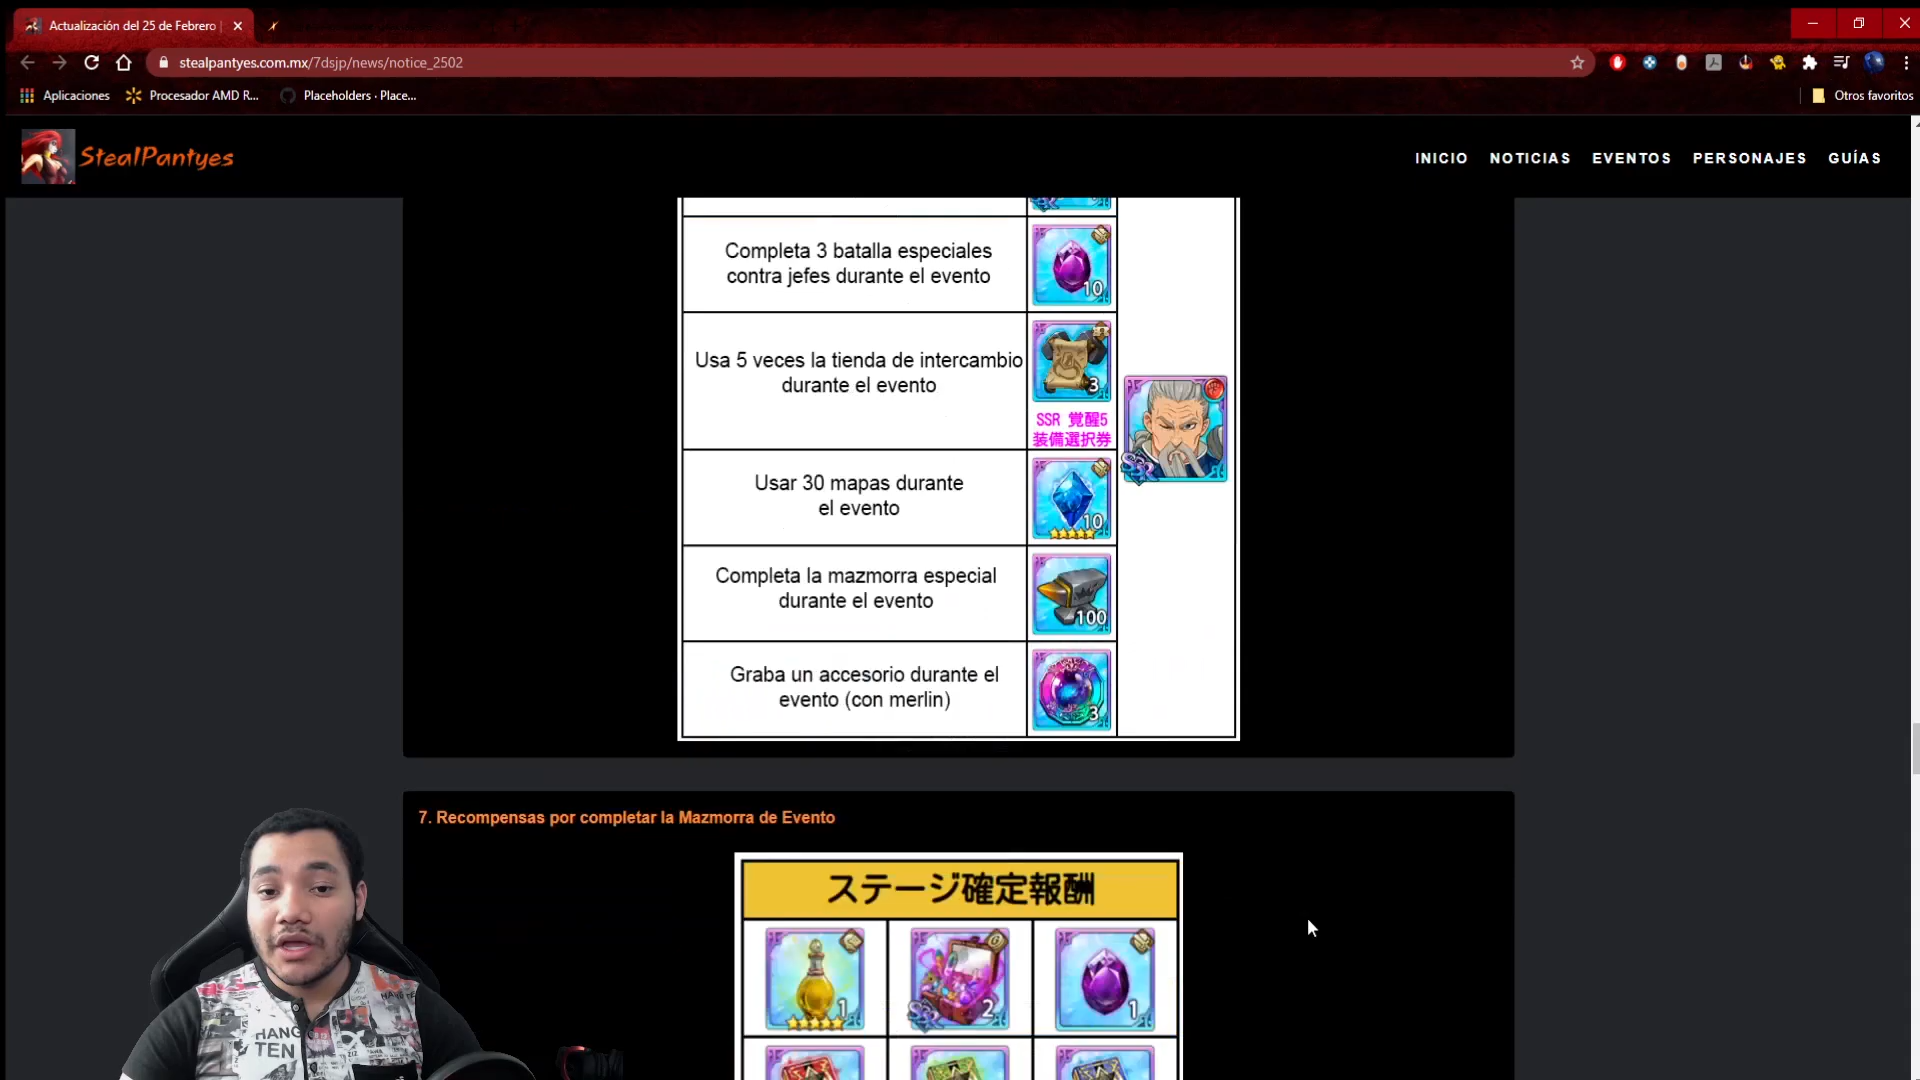 Actualización del 25 de Febrero |
stealpantyes.com.mx/7dsjp/news/notice_2502
Aplicaciones
Procesador AMD R...
Placeholders · Place...
Otros favoritos
StealPantyes
INICIO
NOTICIAS
EVENTOS
PERSONAJES
GUÍAS
Completa 3 batalla especiales
contra jefes durante el evento
10
Usa 5 veces la tienda de intercambio
durante el evento
3
SSR 覚醒5
装備選択券
SSR
Usar 30 mapas durante
el evento
10
Completa la mazmorra especial
durante el evento
100
Graba un accesorio durante el
evento (con merlin)
3
7. Recompensas por completar la Mazmorra de Evento
ステージ確定報酬
1
SSR
2
1
HANG
TEN